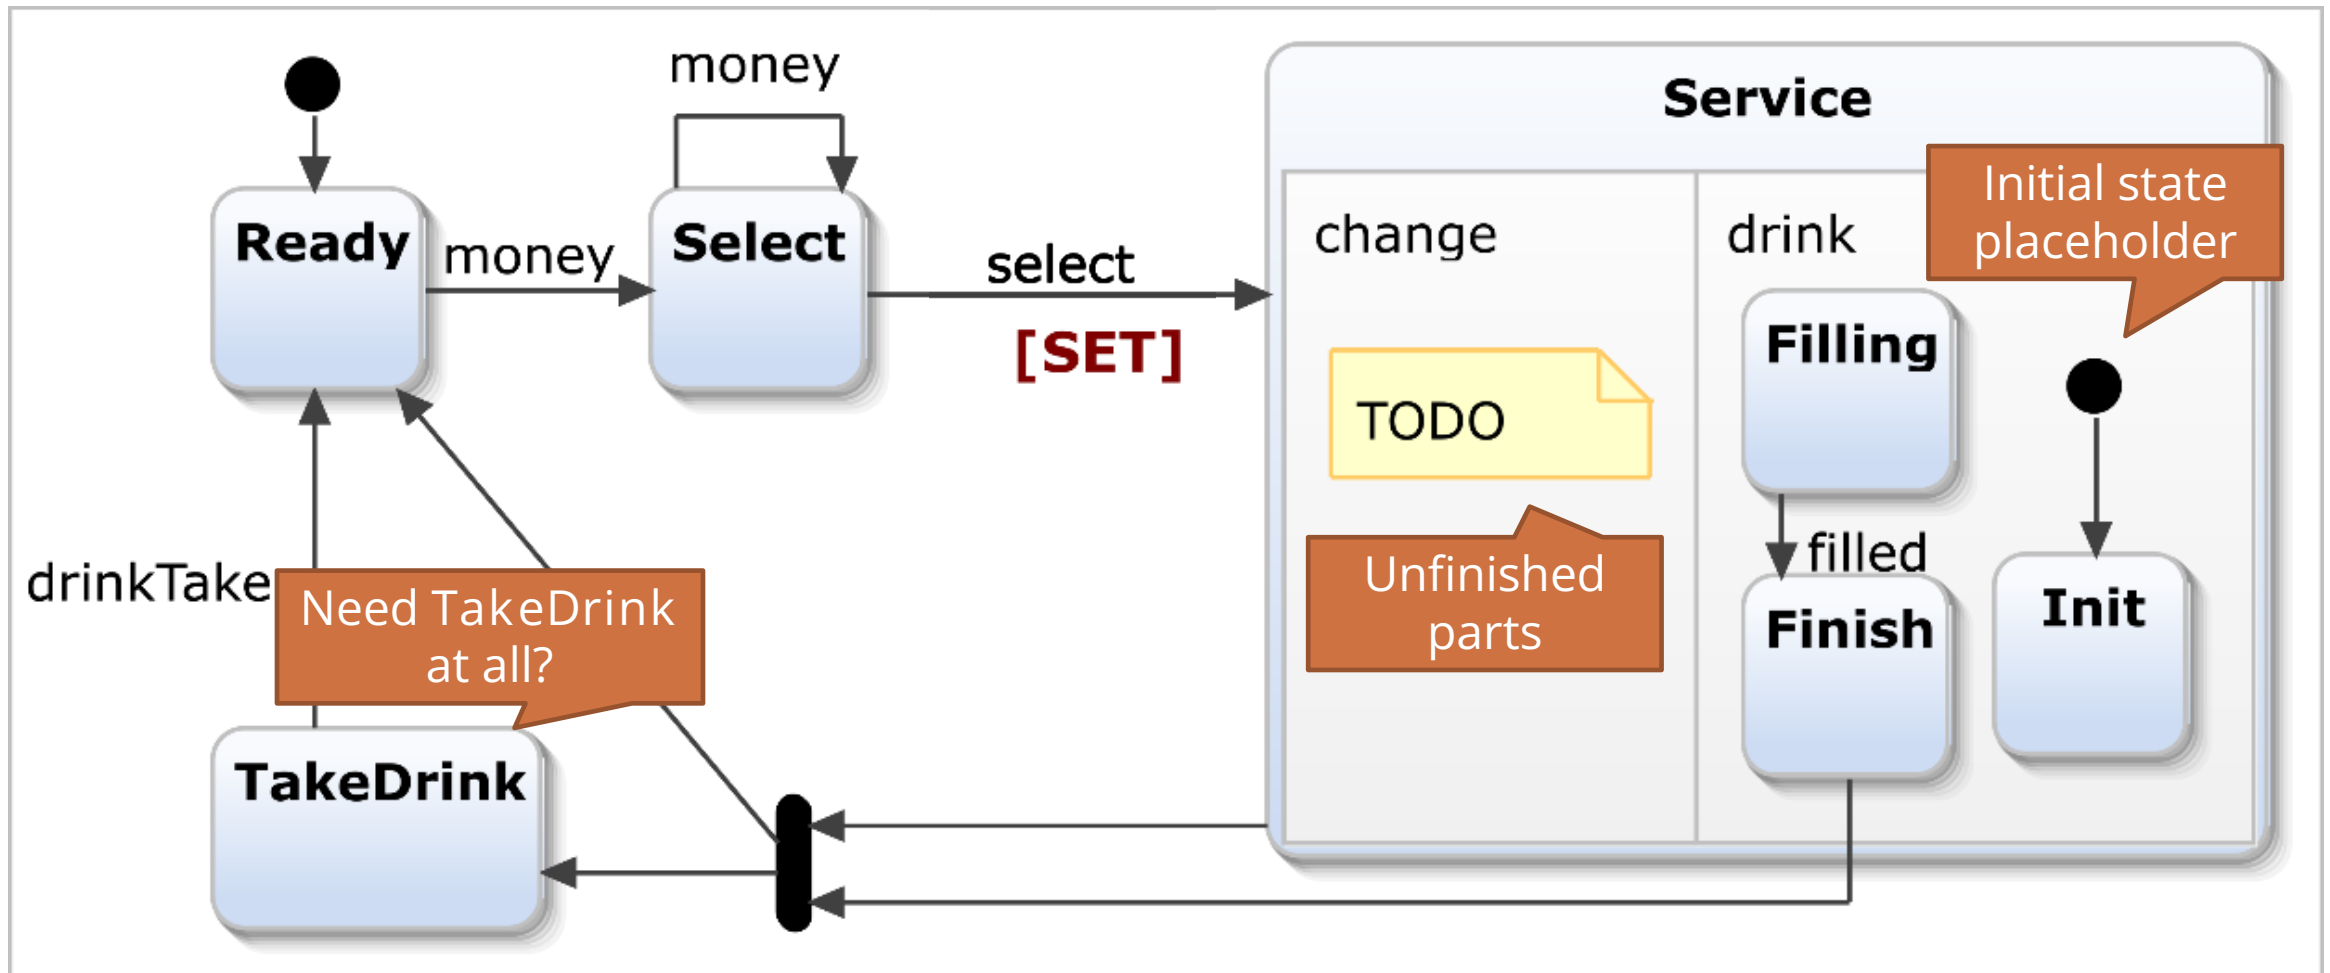 money
Service
Initial state
placeholder
Ready
money
Select
select
[SET]
change
drink
Filling
TODO
filled
Unfinished
parts
Finish
Init
drinkTake
Need TakeDrink
at all?
TakeDrink